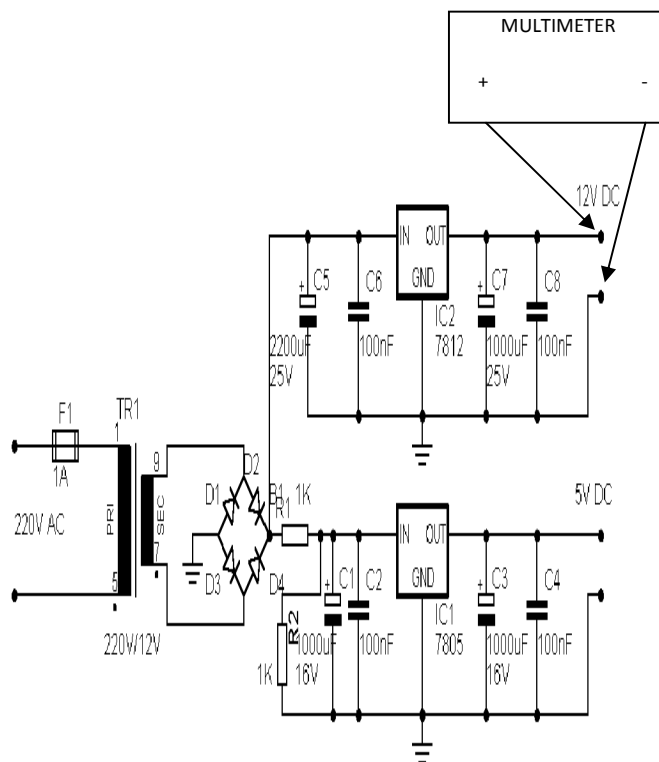 MULTIMETER
+ -
12V DC
IN OUT
GND
+ C5
C6
+ C7
C8
IC2
7812
2200uF
25V
100nF
1000uF
25V
100nF
F1
1A
TR1
1
5
9
7
PRI
SEC
220V AC
220V/12V
D1
D2
D3
D4
B1
R1 1K
5V DC
IN OUT
GND
+ C1
C2
+ C3
C4
IC1
7805
R2
1K
1000uF
16V
100nF
1000uF
16V
100nF